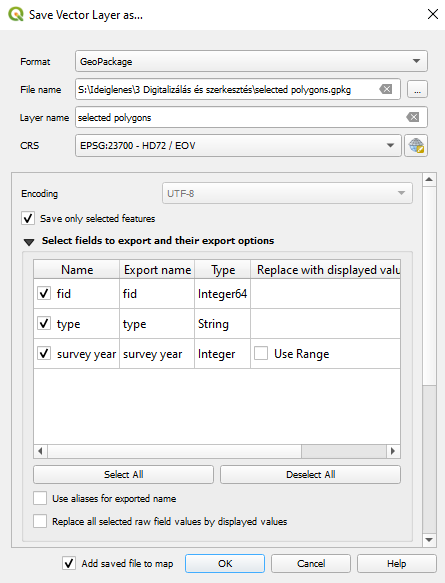 Save Vector Layer as...
Format
GeoPackage
File name
S:\Ideiglenes\3 Digitalizálás és szerkesztés\selected polygons.gpkg
...
Layer name
selected polygons
CRS
EPSG:23700 - HD72 / EOV
Encoding
UTF-8
Save only selected features
Select fields to export and their export options
Name Export name Type Replace with displayed valu
fid fid Integer64
type type String
survey year survey year Integer Use Range
Select All Deselect All
Use aliases for exported name
Replace all selected raw field values by displayed values
Add saved file to map OK Cancel Help